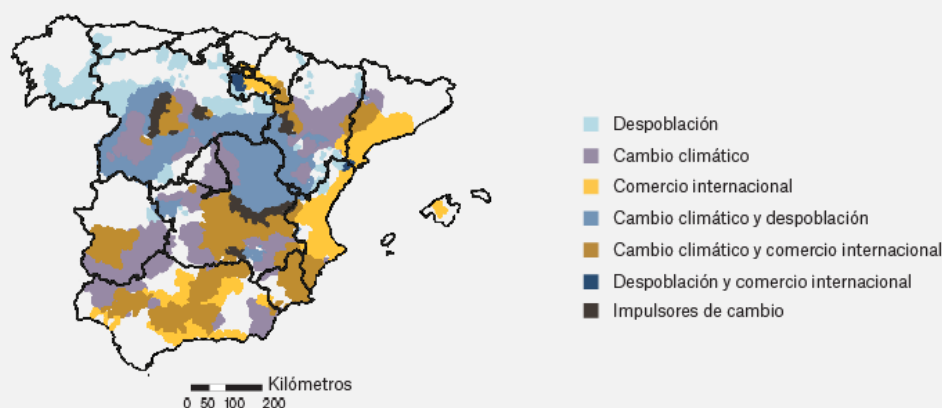 Despoblación
Cambio climático
Comercio internacional
Cambio climático y despoblación
Cambio climático y comercio internacional
Despoblación y comercio internacional
Impulsores de cambio
Kilómetros
0 50 100 200